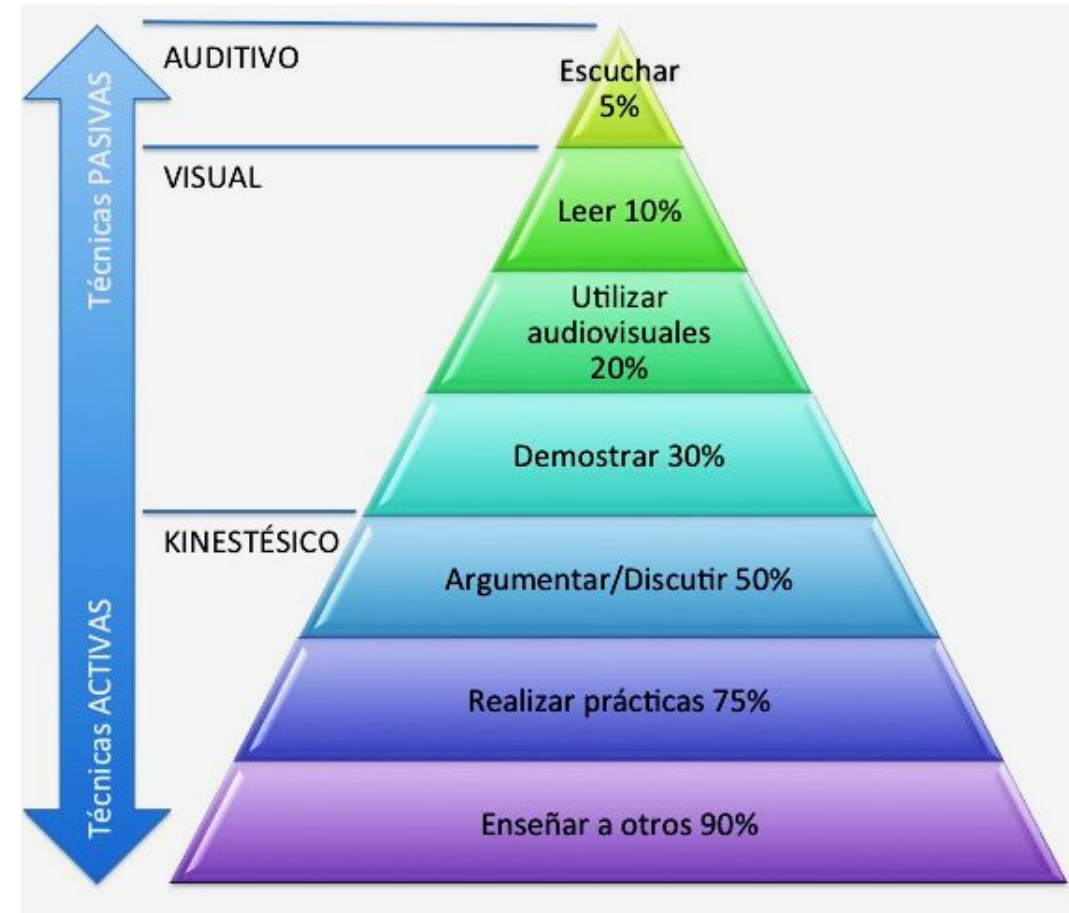 AUDITIVO
Escuchar
5%
Técnicas PASIVAS
VISUAL
Leer 10%
Utilizar
audiovisuales
20%
Demostrar 30%
KINESTÉSICO
Argumentar/Discutir 50%
Técnicas ACTIVAS
Realizar prácticas 75%
Enseñar a otros 90%